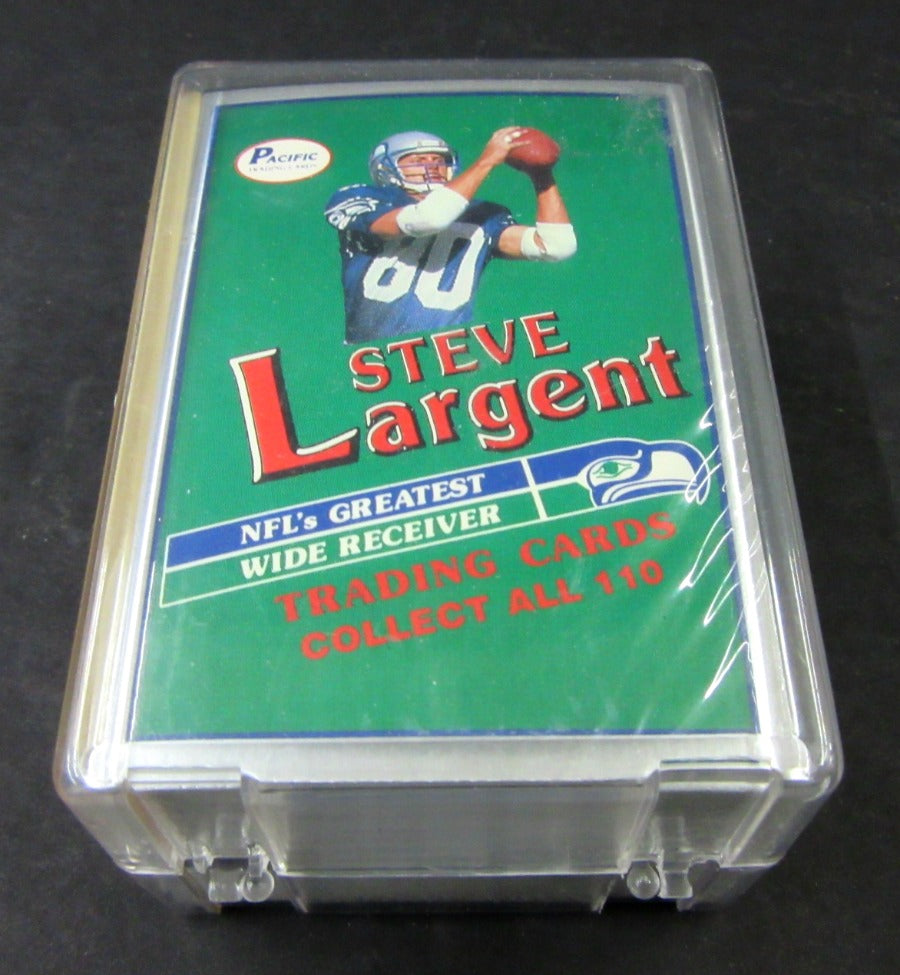 PACIFIC
TRADING CARDS
80
STEVE
Largent
NFL's GREATEST
WIDE RECEIVER
TRADING CARDS
COLLECT ALL 110